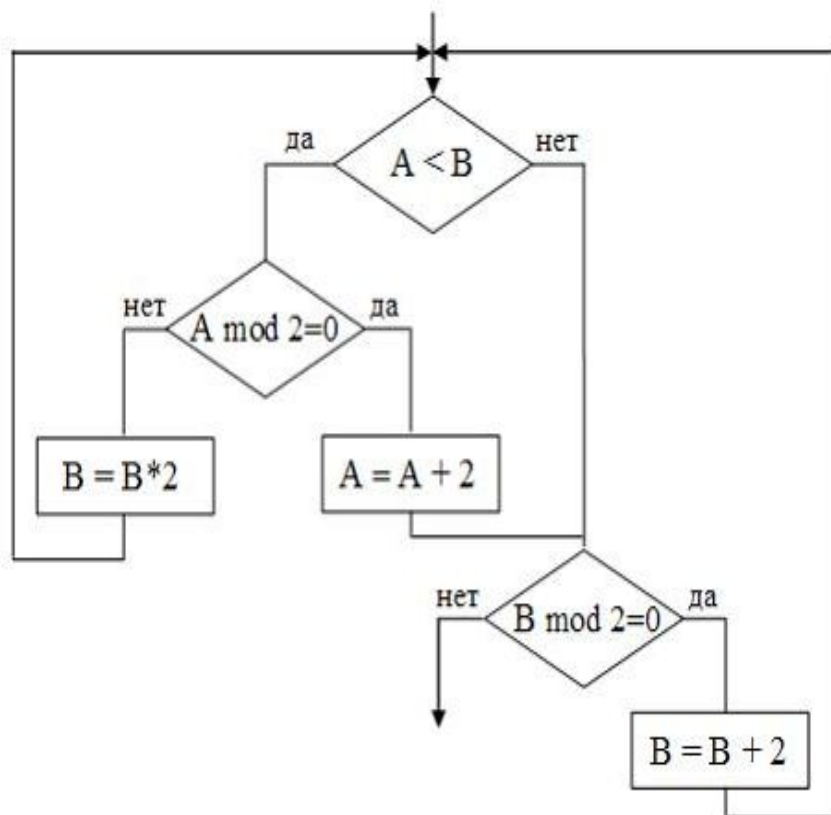 да
A < B
нет
нет
A mod 2=0
да
B = B*2
A = A + 2
нет
B mod 2=0
да
B = B + 2